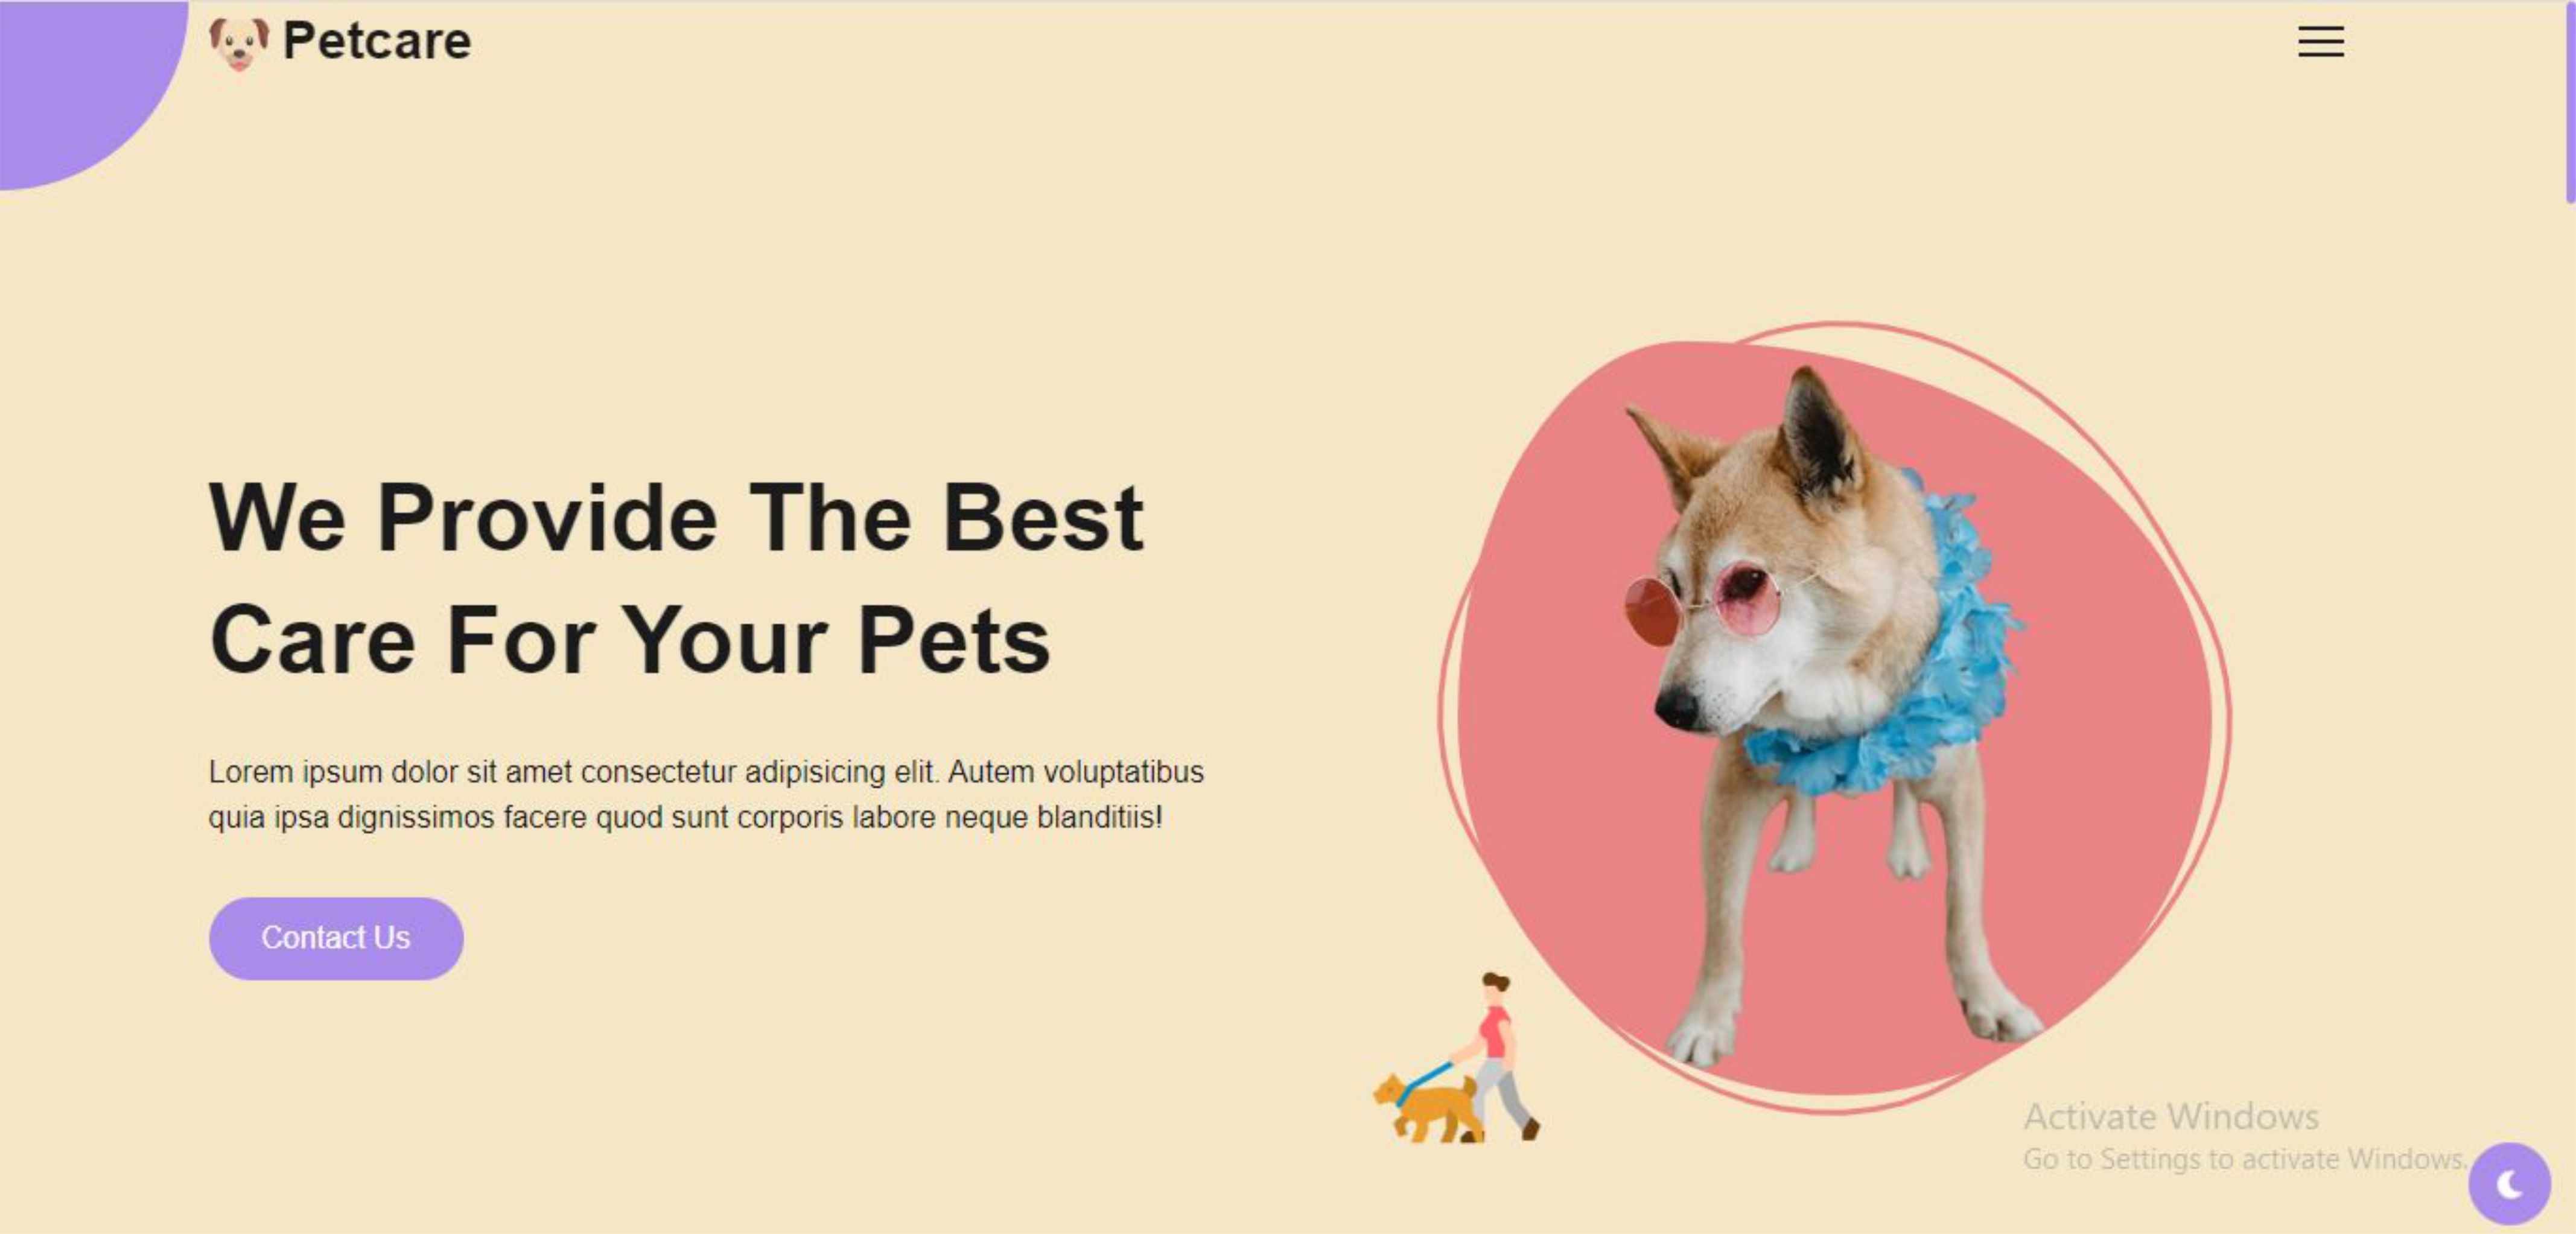 Petcare
We Provide The Best
Care For Your Pets
Lorem ipsum dolor sit amet consectetur adipisicing elit. Autem voluptatibus
quia ipsa dignissimos facere quod sunt corporis labore neque blanditiis!
Contact Us
Activate Windows
Go to Settings to activate Windows.